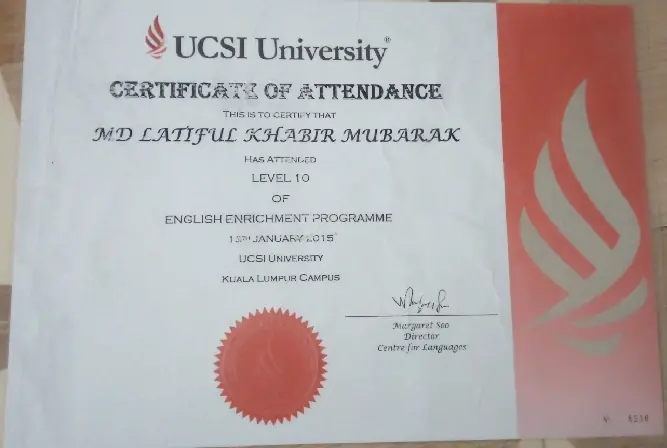 UCSI University®
CERTIFICATE OF ATTENDANCE
THIS IS TO CERTIFY THAT
MD LATIFUL KHABIR MUBARAK
HAS ATTENDED
LEVEL 10
OF
ENGLISH ENRICHMENT PROGRAMME
JANUARY 2015
UCSI UNIVERSITY
KUALA LUMPUR CAMPUS
Margaret Soo
Director
Centre for Languages